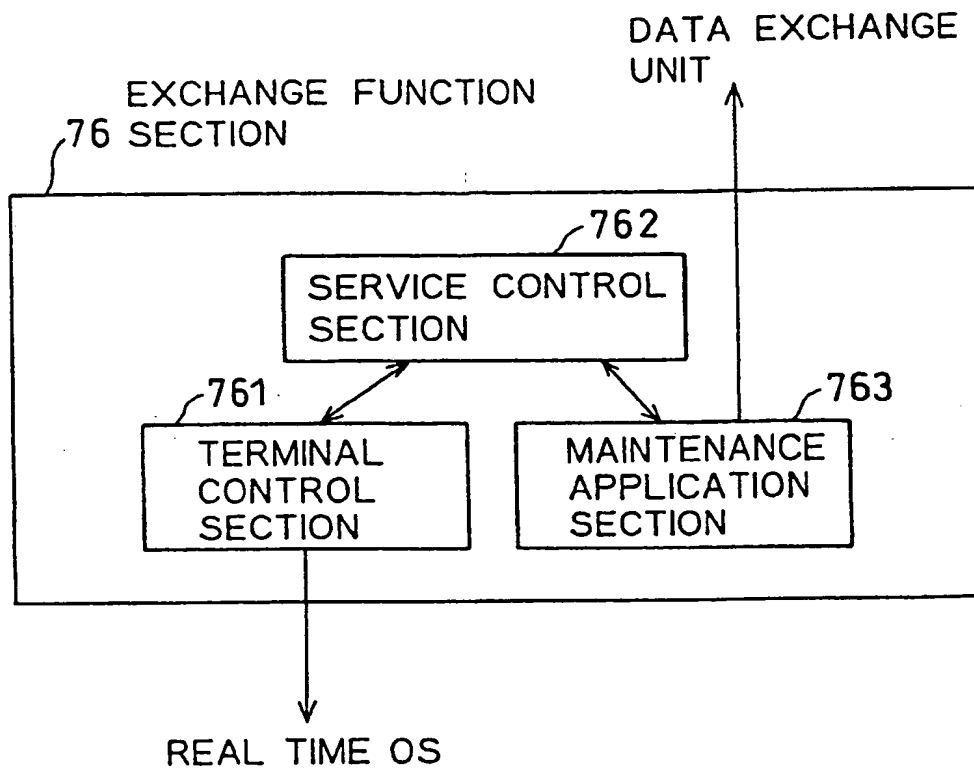 DATA EXCHANGE
UNIT
EXCHANGE FUNCTION
76 SECTION
762
SERVICE CONTROL
SECTION
761
TERMINAL
CONTROL
SECTION
763
MAINTENANCE
APPLICATION
SECTION
REAL TIME OS